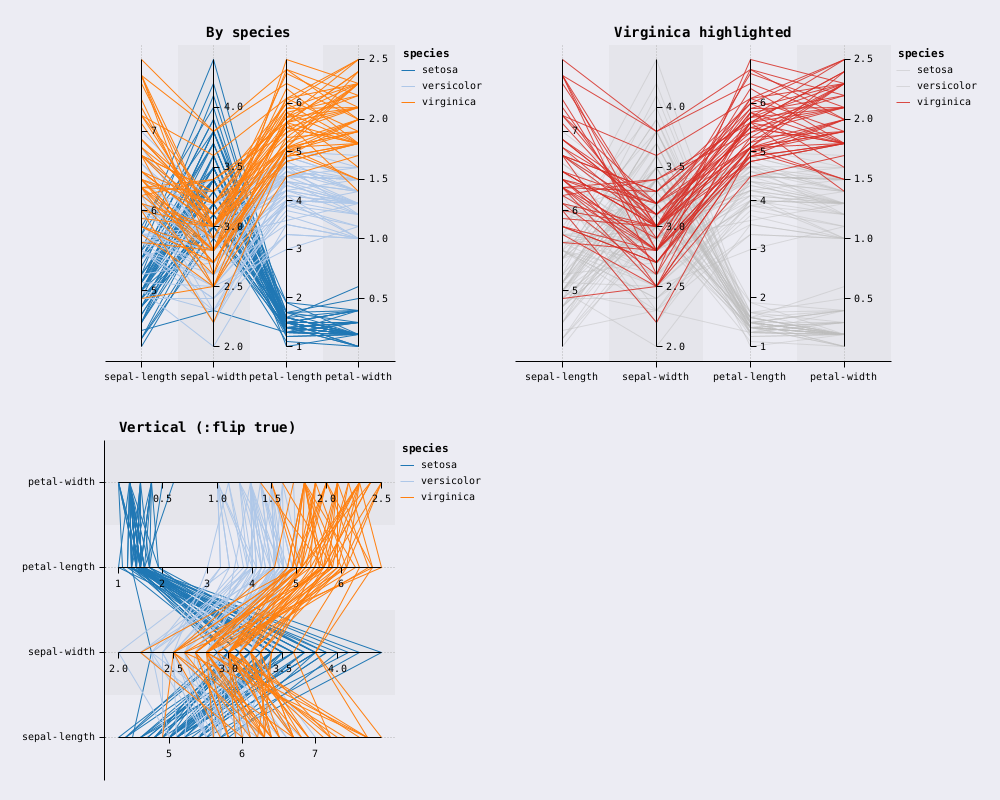 By species
species
setosa
versicolor
virginica
7
6
5
4.0
3.5
3.0
2.5
2.0
6
5
4
3
2
1
2.5
2.0
1.5
1.0
0.5
sepal-length sepal-width petal-length petal-width
Virginica highlighted
species
setosa
versicolor
virginica
7
6
5
4.0
3.5
3.0
2.5
2.0
6
5
4
3
2
1
2.5
2.0
1.5
1.0
0.5
sepal-length sepal-width petal-length petal-width
Vertical (:flip true)
species
setosa
versicolor
virginica
petal-width
0.5 1.0 1.5 2.0 2.5
petal-length
1 2 3 4 5 6
sepal-width
2.0 2.5 3.0 3.5 4.0
sepal-length
5 6 7